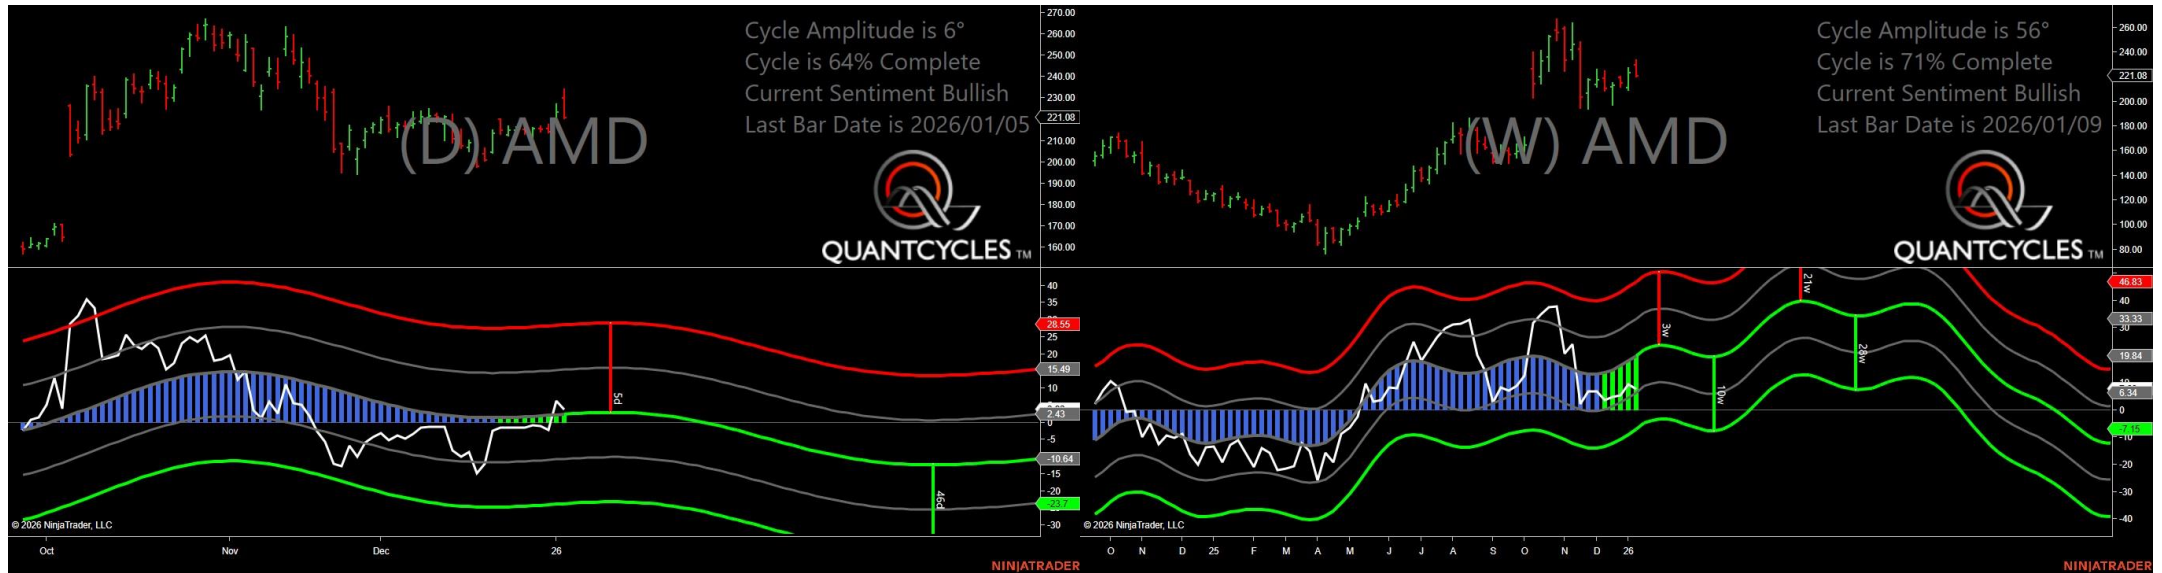 Cycle Amplitude is 6°
Cycle is 64% Complete
Current Sentiment Bullish
Last Bar Date is 2026/01/05
(D) AMD
QUANTCYCLES TM
270.00
260.00
250.00
240.00
230.00
221.08
210.00
200.00
190.00
180.00
170.00
160.00
40
35
28.55
25
20
15.49
10
2.43
0
-5
-10.64
-15
-20
-23.7
-30
5d
46d
© 2026 NinjaTrader, LLC
Oct
Nov
Dec
26
NINJATRADER
Cycle Amplitude is 56°
Cycle is 71% Complete
Current Sentiment Bullish
Last Bar Date is 2026/01/09
(W) AMD
QUANTCYCLES TM
260.00
240.00
221.08
200.00
180.00
160.00
140.00
120.00
100.00
80.00
46.83
40
33.33
30
19.84
6.34
0
-7.15
-10
-20
-30
-40
3w
10w
21w
28w
© 2026 NinjaTrader, LLC
O
N
D
25
F
M
A
M
J
J
A
S
O
N
D
26
NINJATRADER